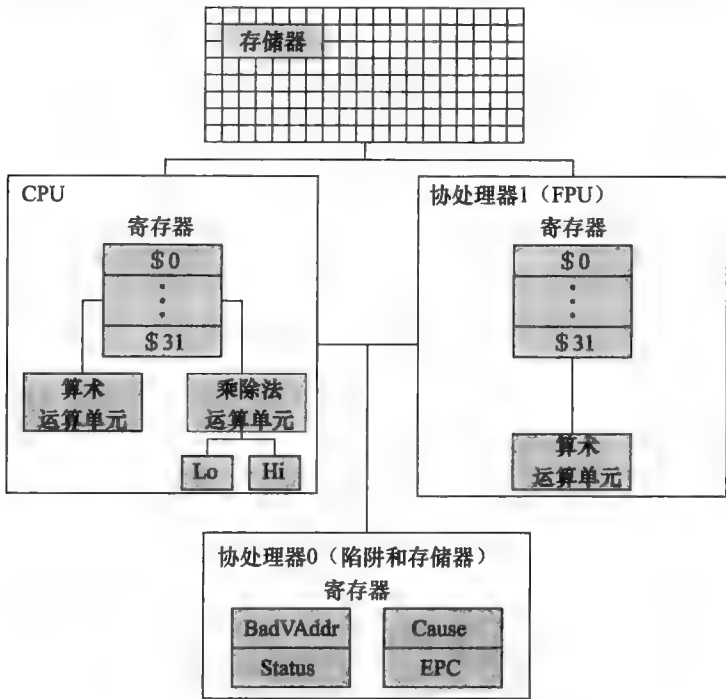 存储器
CPU
寄存器
$0
$31
算术
运算单元
乘除法
运算单元
Lo
Hi
协处理器1（FPU）
寄存器
$0
$31
算术
运算单元
协处理器0（陷阱和存储器）
寄存器
BadVAddr
Cause
Status
EPC